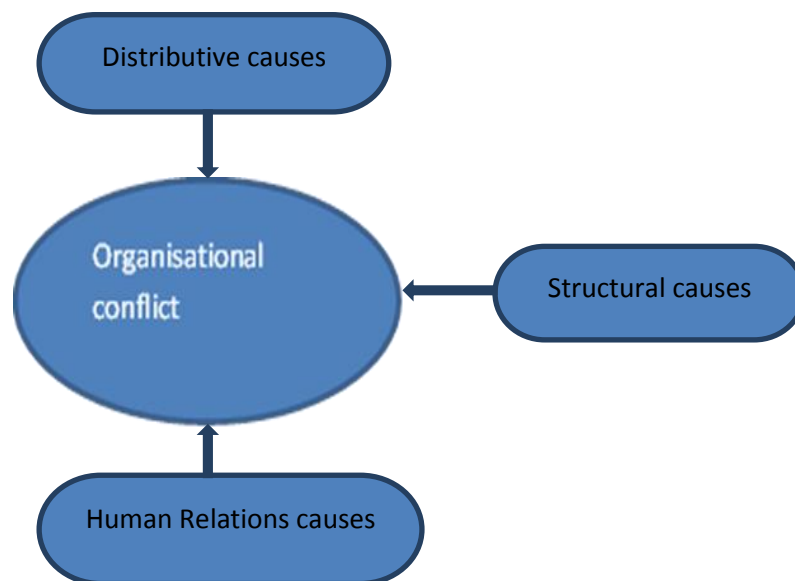 Distributive causes
Organisational
conflict
Structural causes
Human Relations causes